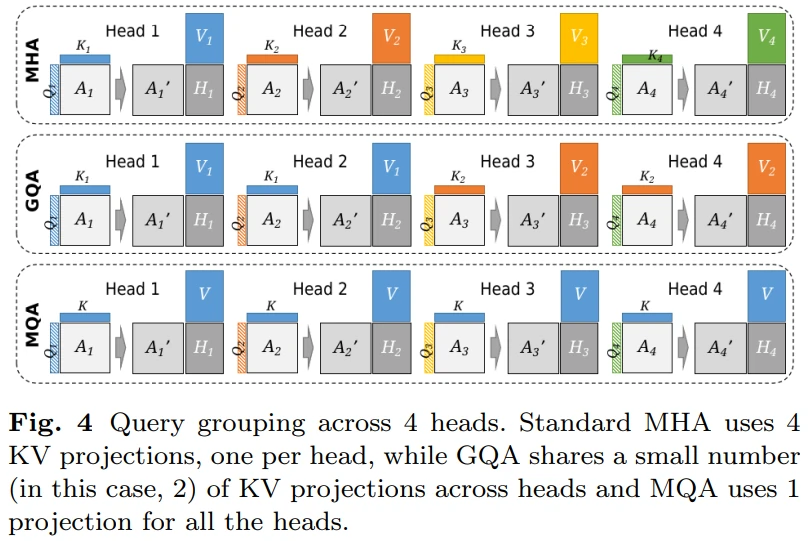 MHA
Head 1 Head 2 Head 3 Head 4
K1 V1 K2 V2 K3 V3 K4 V4
Q1 A1 A1′ H1 Q2 A2 A2′ H2 Q3 A3 A3′ H3 Q4 A4 A4′ H4
GQA
Head 1 Head 2 Head 3 Head 4
K1 V1 K1 V1 K2 V2 K2 V2
Q1 A1 A1′ H1 Q2 A2 A2′ H2 Q3 A3 A3′ H3 Q4 A4 A4′ H4
MQA
Head 1 Head 2 Head 3 Head 4
K V K V K V K V
Q1 A1 A1′ H1 Q2 A2 A2′ H2 Q3 A3 A3′ H3 Q4 A4 A4′ H4
Fig. 4 Query grouping across 4 heads. Standard MHA uses 4
KV projections, one per head, while GQA shares a small number
(in this case, 2) of KV projections across heads and MQA uses 1
projection for all the heads.